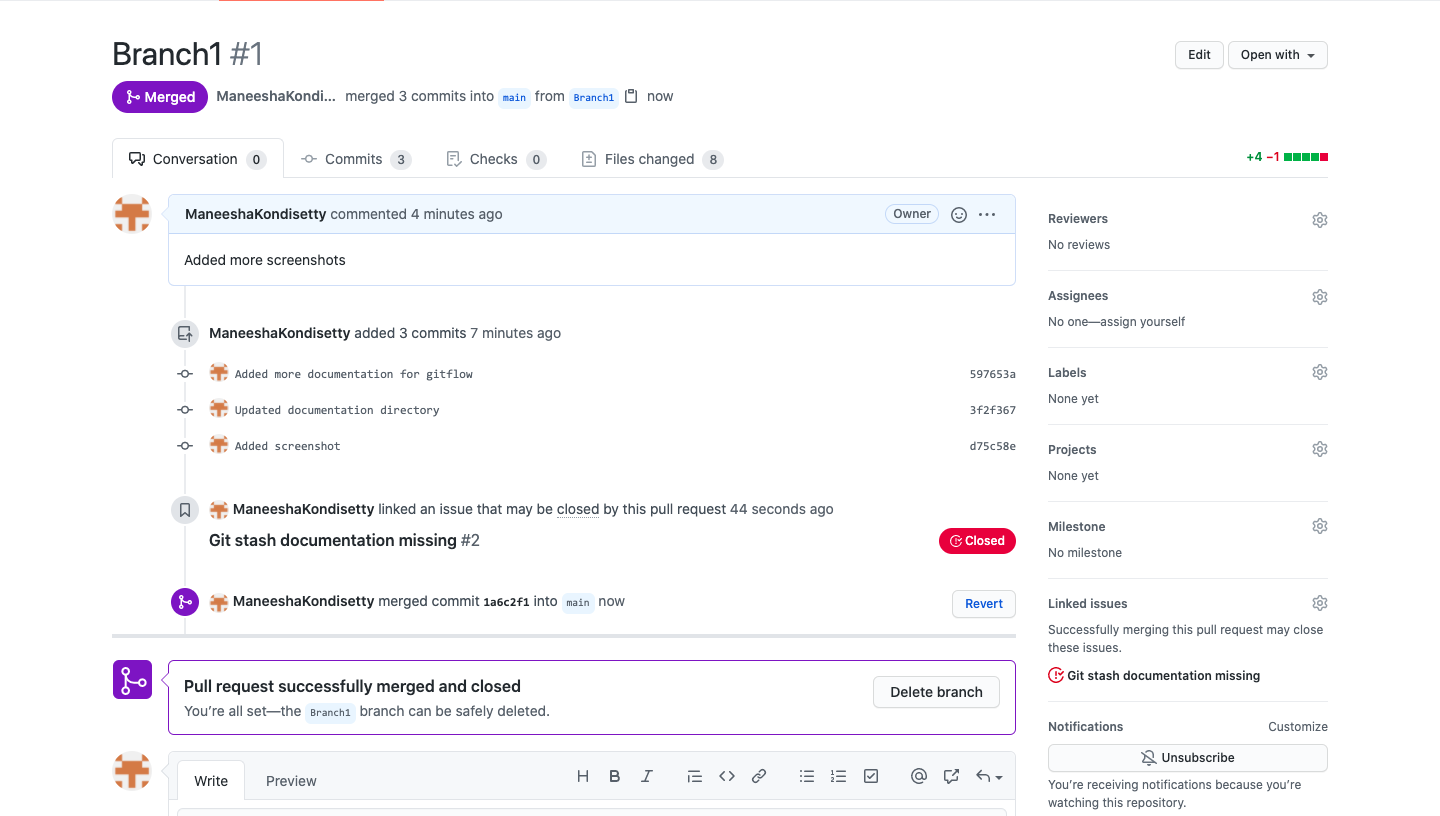 Branch1 #1
Edit
Open with
Merged
ManeeshaKondi... merged 3 commits into main from Branch1 now
Conversation 0
Commits 3
Checks 0
Files changed 8
+4 −1
ManeeshaKondisetty commented 4 minutes ago
Owner
Added more screenshots
ManeeshaKondisetty added 3 commits 7 minutes ago
Added more documentation for gitflow 597653a
Updated documentation directory 3f2f367
Added screenshot d75c58e
ManeeshaKondisetty linked an issue that may be closed by this pull request 44 seconds ago
Git stash documentation missing #2
Closed
ManeeshaKondisetty merged commit 1a6c2f1 into main now
Revert
Pull request successfully merged and closed
You’re all set—the Branch1 branch can be safely deleted.
Delete branch
Write
Preview
Reviewers
No reviews
Assignees
No one—assign yourself
Labels
None yet
Projects
None yet
Milestone
No milestone
Linked issues
Successfully merging this pull request may close
these issues.
Git stash documentation missing
Notifications
Customize
Unsubscribe
You’re receiving notifications because you’re
watching this repository.